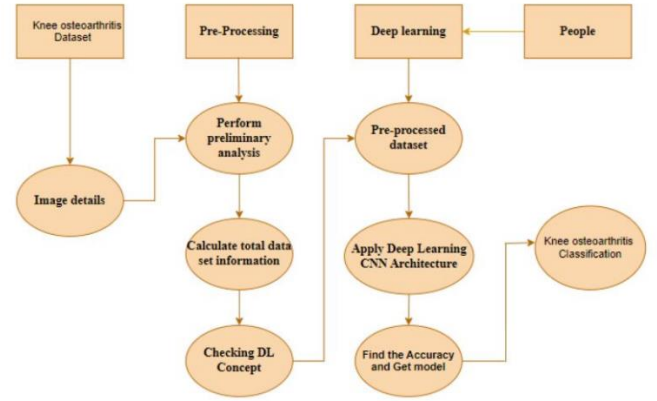 Knee osteoarthritis
Dataset
Pre-Processing
Deep learning
People
Perform
preliminary
analysis
Pre-processed
dataset
Image details
Calculate total data
set information
Apply Deep Learning
CNN Architecture
Knee osteoarthritis
Classification
Checking DL
Concept
Find the Accuracy
and Get model